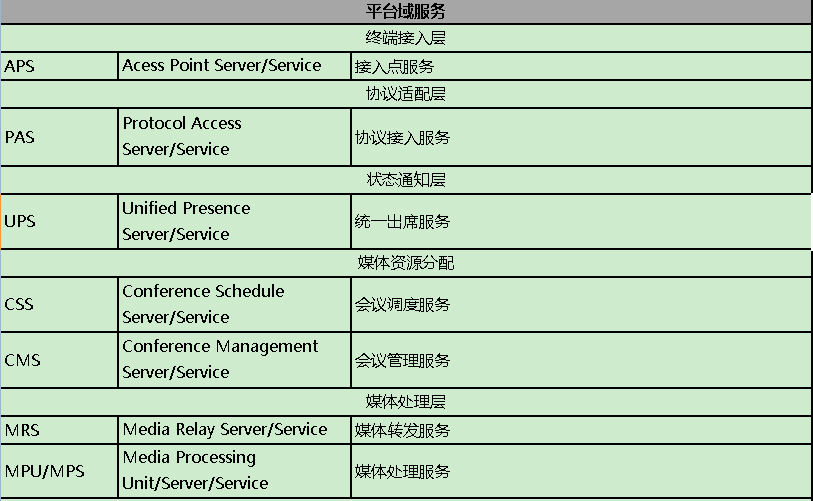 平台域服务
终端接入层
APS Acess Point Server/Service 接入点服务
协议适配层
PAS Protocol Access Server/Service 协议接入服务
状态通知层
UPS Unified Presence Server/Service 统一出席服务
媒体资源分配
CSS Conference Schedule Server/Service 会议调度服务
CMS Conference Management Server/Service 会议管理服务
媒体处理层
MRS Media Relay Server/Service 媒体转发服务
MPU/MPS Media Processing Unit/Server/Service 媒体处理服务